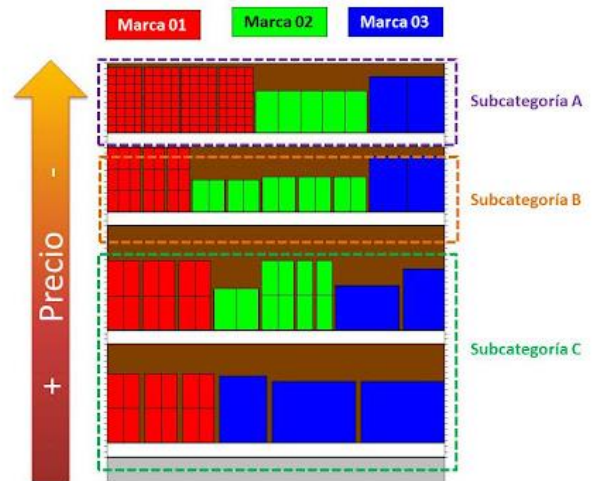 Marca 01
Marca 02
Marca 03
Subcategoría A
Subcategoría B
Subcategoría C
-
Precio
+